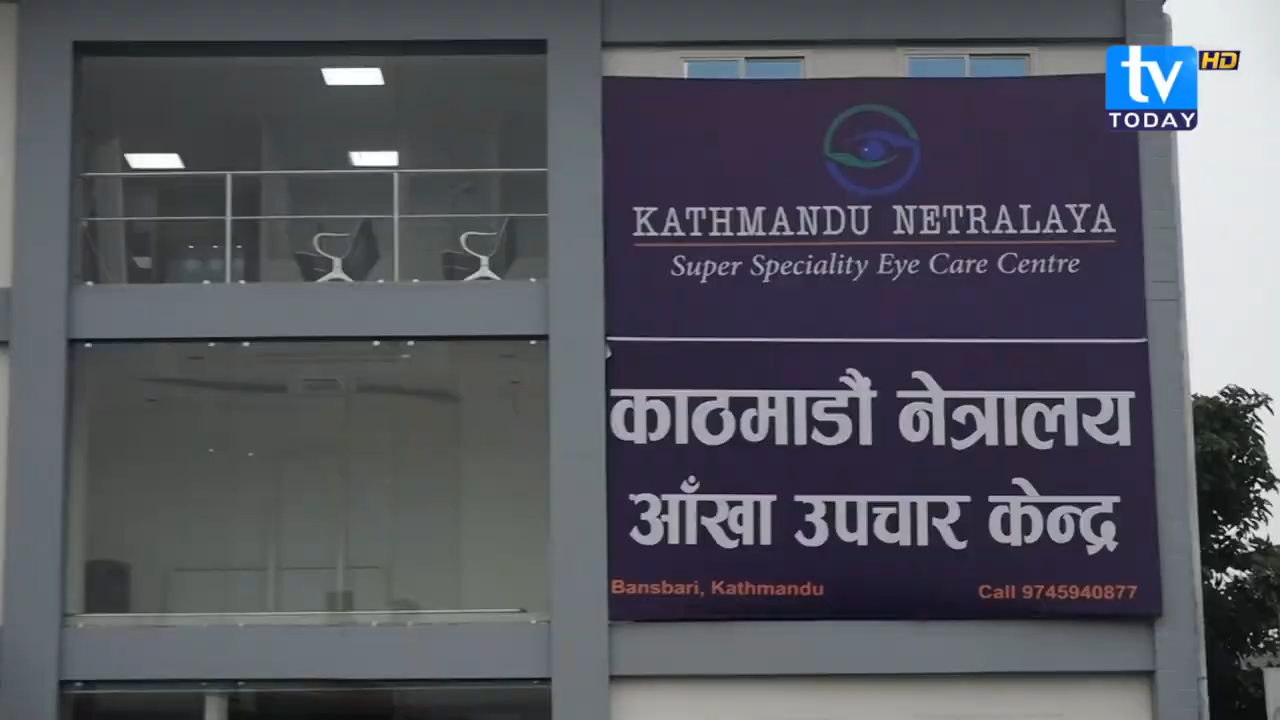 tv HD
TODAY
KATHMANDU NETRALAYA
Super Speciality Eye Care Centre
काठमाडौं नेत्रालय
आँखा उपचार केन्द्र
Bansbari, Kathmandu Call 9745940877